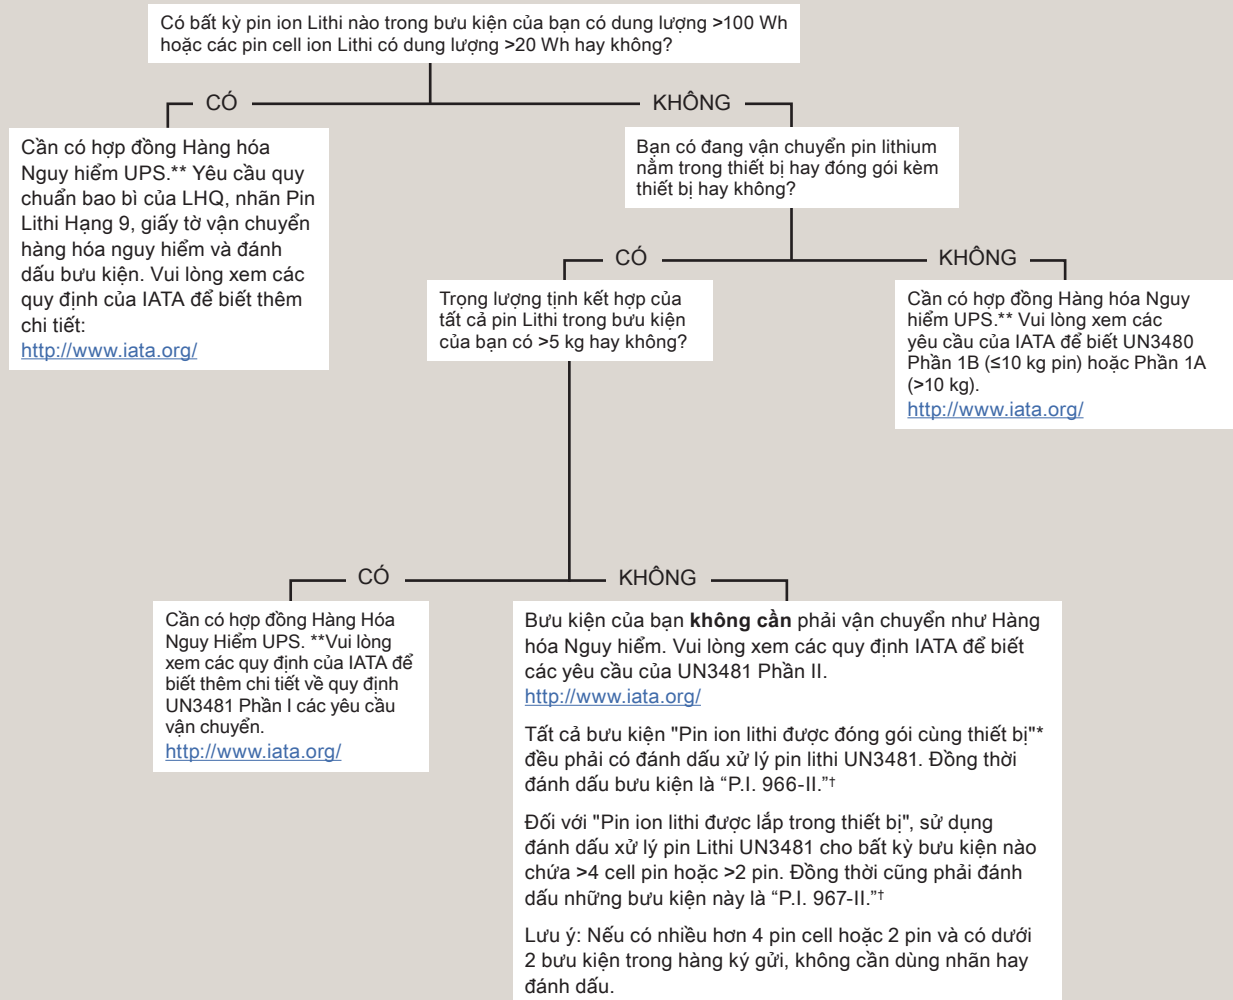 Có bất kỳ pin ion Lithi nào trong bưu kiện của bạn có dung lượng >100 Wh
hoặc các pin cell ion Lithi có dung lượng >20 Wh hay không?
CÓ
KHÔNG
Cần có hợp đồng Hàng hóa
Nguy hiểm UPS.** Yêu cầu quy
chuẩn bao bì của LHQ, nhãn Pin
Lithi Hạng 9, giấy tờ vận chuyển
hàng hóa nguy hiểm và đánh
dấu bưu kiện. Vui lòng xem các
quy định của IATA để biết thêm
chi tiết:
http://www.iata.org/
Bạn có đang vận chuyển pin lithium
nằm trong thiết bị hay đóng gói kèm
thiết bị hay không?
CÓ
KHÔNG
Trọng lượng tịnh kết hợp của
tất cả pin Lithi trong bưu kiện
của bạn có >5 kg hay không?
Cần có hợp đồng Hàng hóa Nguy
hiểm UPS.** Vui lòng xem các
yêu cầu của IATA để biết UN3480
Phần 1B (≤10 kg pin) hoặc Phần 1A
(>10 kg).
http://www.iata.org/
CÓ
KHÔNG
Cần có hợp đồng Hàng Hóa
Nguy Hiểm UPS. **Vui lòng
xem các quy định của IATA để
biết thêm chi tiết về quy định
UN3481 Phần I các yêu cầu
vận chuyển.
http://www.iata.org/
Bưu kiện của bạn không cần phải vận chuyển như Hàng
hóa Nguy hiểm. Vui lòng xem các quy định IATA để biết
các yêu cầu của UN3481 Phần II.
http://www.iata.org/
Tất cả bưu kiện "Pin ion lithi được đóng gói cùng thiết bị"*
đều phải có đánh dấu xử lý pin lithi UN3481. Đồng thời
đánh dấu bưu kiện là “P.I. 966-II.”†
Đối với "Pin ion lithi được lắp trong thiết bị", sử dụng
đánh dấu xử lý pin Lithi UN3481 cho bất kỳ bưu kiện nào
chứa >4 cell pin hoặc >2 pin. Đồng thời cũng phải đánh
dấu những bưu kiện này là “P.I. 967-II.”†
Lưu ý: Nếu có nhiều hơn 4 pin cell hoặc 2 pin và có dưới
2 bưu kiện trong hàng ký gửi, không cần dùng nhãn hay
đánh dấu.